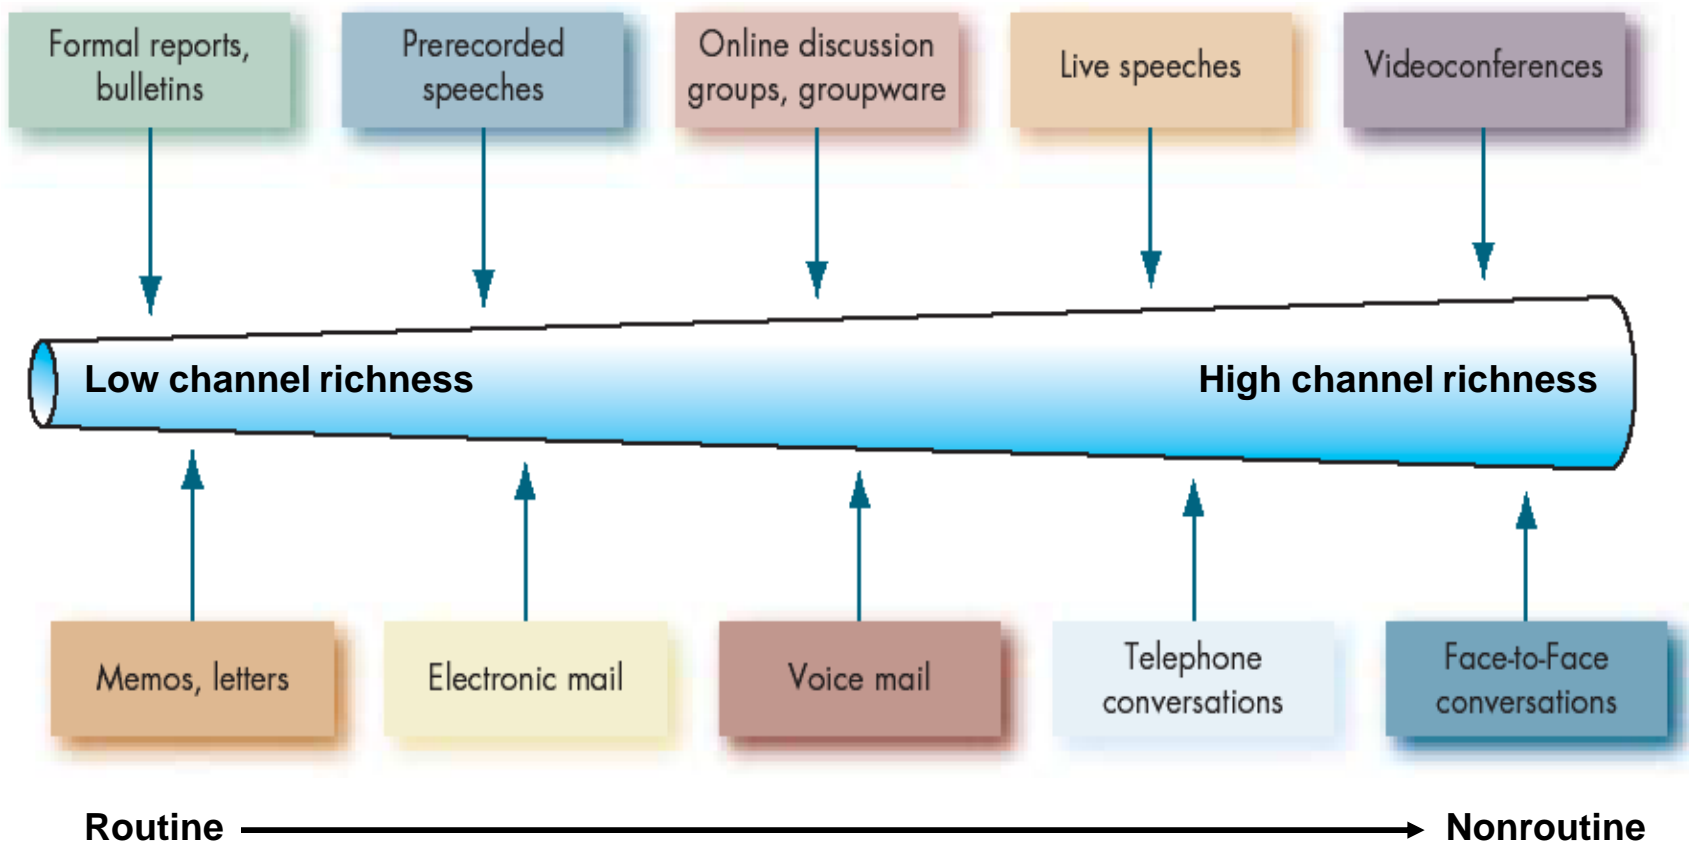 Formal reports,
bulletins
Prerecorded
speeches
Online discussion
groups, groupware
Live speeches
Videoconferences
Low channel richness
High channel richness
Memos, letters
Electronic mail
Voice mail
Telephone
conversations
Face-to-Face
conversations
Routine
Nonroutine